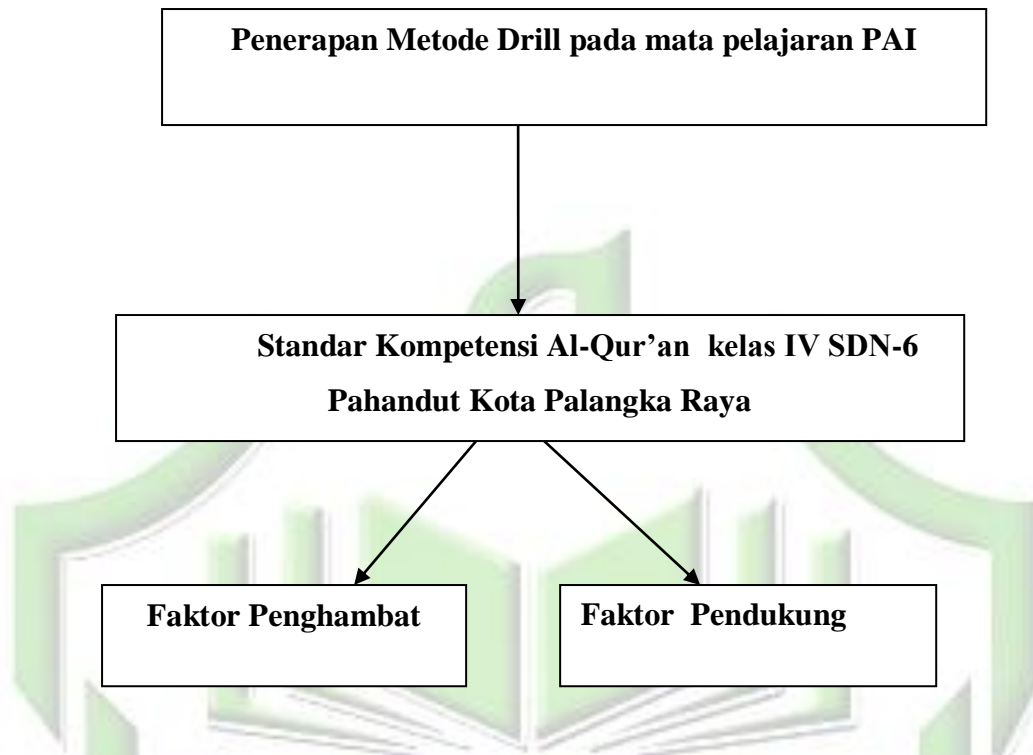 Penerapan Metode Drill pada mata pelajaran PAI
Standar Kompetensi Al-Qur’an kelas IV SDN-6
Pahandut Kota Palangka Raya
Faktor Penghambat
Faktor Pendukung